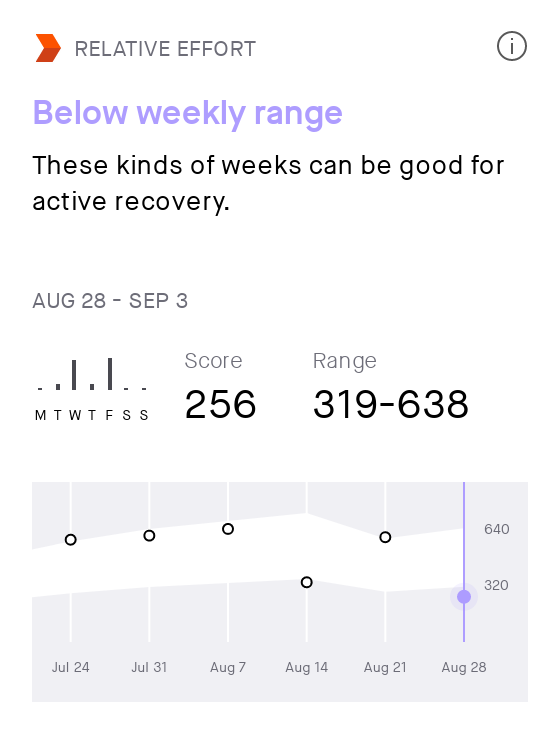 RELATIVE EFFORT
Below weekly range
These kinds of weeks can be good for
active recovery.
AUG 28 - SEP 3
Score Range
256 319-638
M T W T F S S
640
320
Jul 24 Jul 31 Aug 7 Aug 14 Aug 21 Aug 28